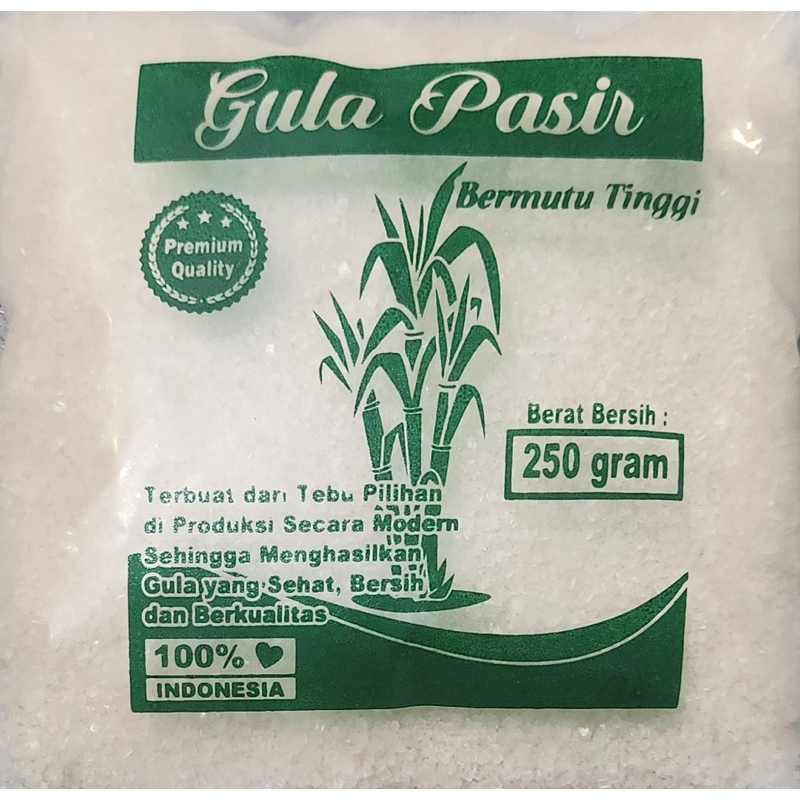 Gula Pasir
Bermutu Tinggi
Premium
Quality
Berat Bersih :
250 gram
Terbuat dari Tebu Pilihan
di Produksi Secara Modern
Sehingga Menghasilkan
Gula yang Sehat, Bersih
dan Berkualitas
100%
INDONESIA